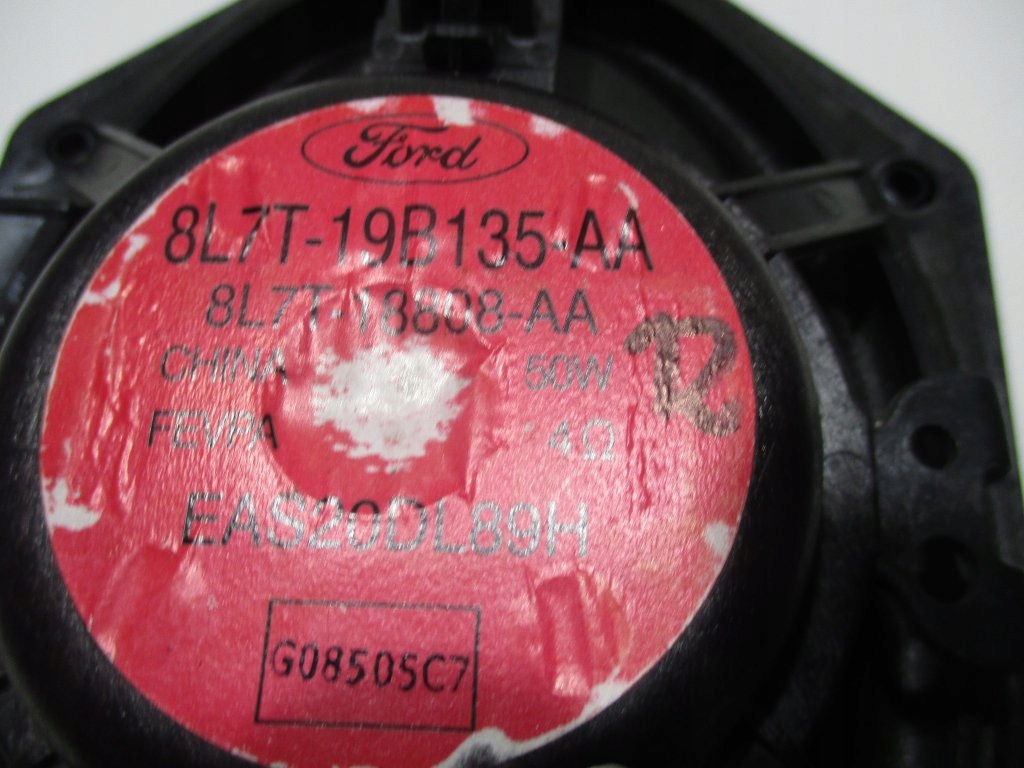 Ford
8L7T-19B135-AA
8L7T-18808-AA
CHINA 50W
FEVPA 4Ω
EAS20DL89H
G08505C7